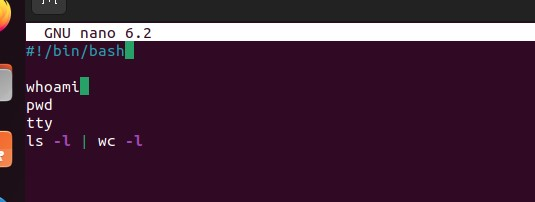 GNU nano 6.2
#!/bin/bash
whoami
pwd
tty
ls -l | wc -l